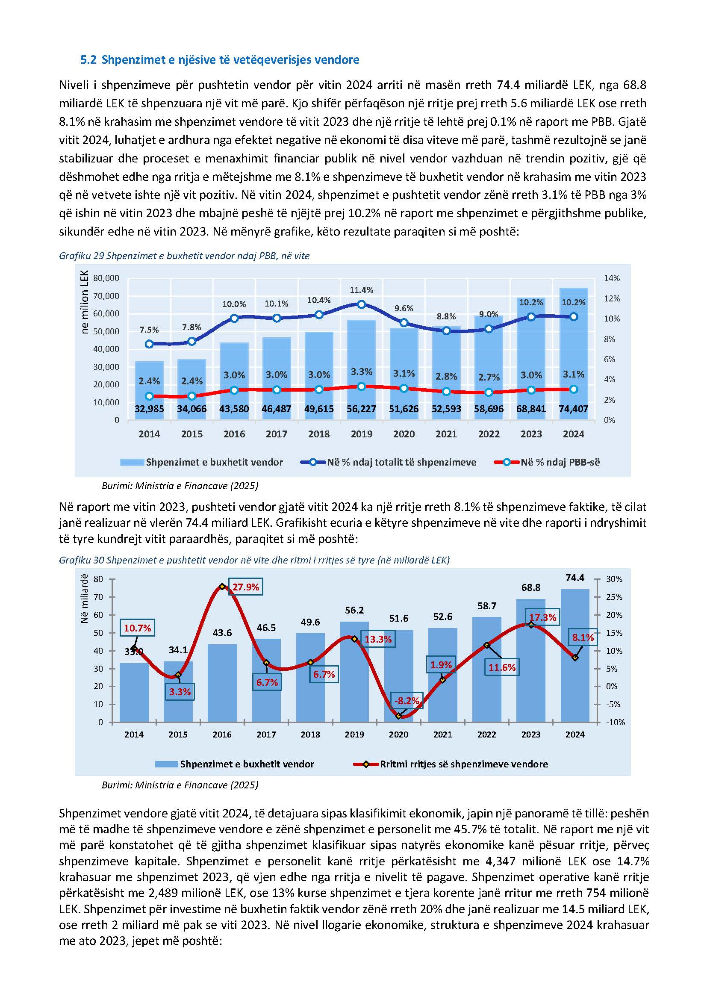 5.2 Shpenzimet e njësive të vetëqeverisjes vendore
Niveli i shpenzimeve për pushtetin vendor për vitin 2024 arriti në masën rreth 74.4 miliardë LEK, nga 68.8
miliardë LEK të shpenzuara një vit më parë. Kjo shifër përfaqëson një rritje prej rreth 5.6 miliardë LEK ose rreth
8.1% në krahasim me shpenzimet vendore të vitit 2023 dhe një rritje të lehtë prej 0.1% në raport me PBB. Gjatë
vitit 2024, luhatjet e ardhura nga efektet negative në ekonomi të disa viteve më parë, tashmë rezultojnë se janë
stabilizuar dhe proceset e menaxhimit financiar publik në nivel vendor vazhduan në trendin pozitiv, gjë që
dëshmohet edhe nga rritja e mëtejshme me 8.1% e shpenzimeve të buxhetit vendor në krahasim me vitin 2023
që në vetvete ishte një vit pozitiv. Në vitin 2024, shpenzimet e pushtetit vendor zënë rreth 3.1% të PBB nga 3%
që ishin në vitin 2023 dhe mbajnë peshë të njëjtë prej 10.2% në raport me shpenzimet e përgjithshme publike,
sikundër edhe në vitin 2023. Në mënyrë grafike, këto rezultate paraqiten si më poshtë:
Grafiku 29 Shpenzimet e buxhetit vendor ndaj PBB, në vite
ne milion LEK
80,000
70,000
60,000
50,000
40,000
30,000
20,000
10,000
0
7.5% 7.8% 10.0% 10.1% 10.4% 11.4% 9.6% 8.8% 9.0% 10.2% 10.2%
2.4% 2.4% 3.0% 3.0% 3.0% 3.3% 3.1% 2.8% 2.7% 3.0% 3.1%
32,985 34,066 43,580 46,487 49,615 56,227 51,626 52,593 58,696 68,841 74,407
14%
12%
10%
8%
6%
4%
2%
0%
2014 2015 2016 2017 2018 2019 2020 2021 2022 2023 2024
Shpenzimet e buxhetit vendor Në % ndaj totalit të shpenzimeve Në % ndaj PBB-së
Burimi: Ministria e Financave (2025)
Në raport me vitin 2023, pushteti vendor gjatë vitit 2024 ka një rritje rreth 8.1% të shpenzimeve faktike, të cilat
janë realizuar në vlerën 74.4 miliard LEK. Grafikisht ecuria e këtyre shpenzimeve në vite dhe raporti i ndryshimit
të tyre kundrejt vitit paraardhës, paraqitet si më poshtë:
Grafiku 30 Shpenzimet e pushtetit vendor në vite dhe ritmi i rritjes së tyre (në miliardë LEK)
Në miliardë
80
70
60
50
40
30
20
10
0
33.0 34.1 43.6 46.5 49.6 56.2 51.6 52.6 58.7 68.8 74.4
10.7% 3.3% 27.9% 6.7% 6.7% 13.3% -8.2% 1.9% 11.6% 17.3% 8.1%
30%
25%
20%
15%
10%
5%
0%
-5%
-10%
2014 2015 2016 2017 2018 2019 2020 2021 2022 2023 2024
Shpenzimet e buxhetit vendor Rritmi rritjes së shpenzimeve vendore
Burimi: Ministria e Financave (2025)
Shpenzimet vendore gjatë vitit 2024, të detajuara sipas klasifikimit ekonomik, japin një panoramë të tillë: peshën
më të madhe të shpenzimeve vendore e zënë shpenzimet e personelit me 45.7% të totalit. Në raport me një vit
më parë konstatohet që të gjitha shpenzimet klasifikuar sipas natyrës ekonomike kanë pësuar rritje, përveç
shpenzimeve kapitale. Shpenzimet e personelit kanë rritje përkatësisht me 4,347 milionë LEK ose 14.7%
krahasuar me shpenzimet 2023, që vjen edhe nga rritja e nivelit të pagave. Shpenzimet operative kanë rritje
përkatësisht me 2,489 milionë LEK, ose 13% kurse shpenzimet e tjera korente janë rritur me rreth 754 milionë
LEK. Shpenzimet për investime në buxhetin faktik vendor zënë rreth 20% dhe janë realizuar me 14.5 miliard LEK,
ose rreth 2 miliard më pak se viti 2023. Në nivel llogarie ekonomike, struktura e shpenzimeve 2024 krahasuar
me ato 2023, jepet më poshtë: